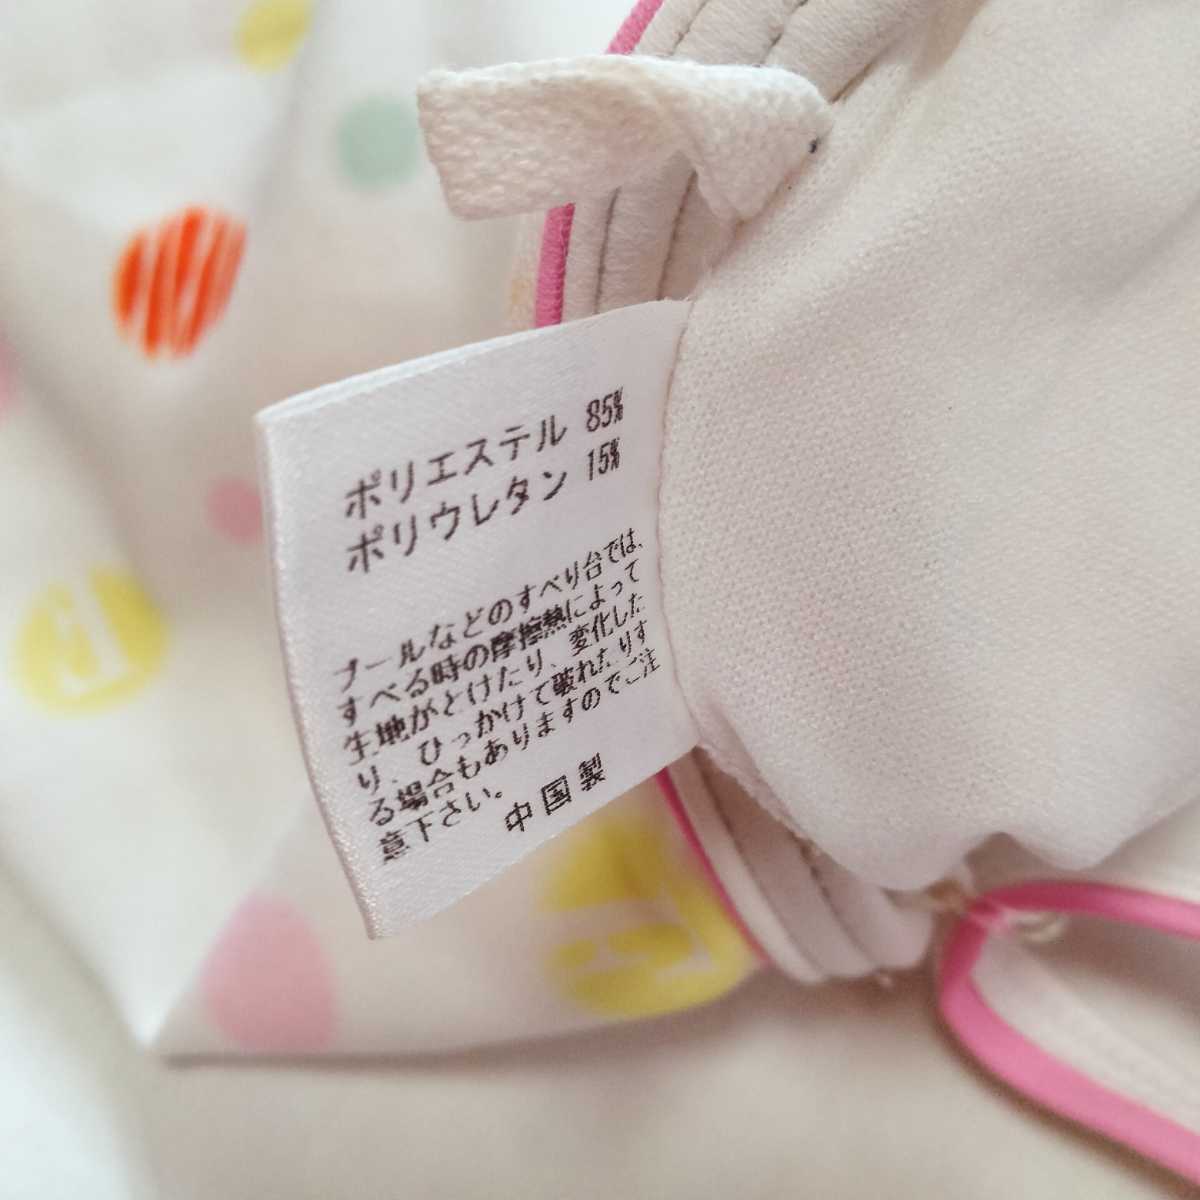 ポリエステル 85%
ポリウレタン 15%
プールなどのすべり台では、
すべる時の摩擦熱によって
生地がとけたり、変化した
り、ひっかけて破れたりす
る場合もありますのでご注
意下さい。
中国製